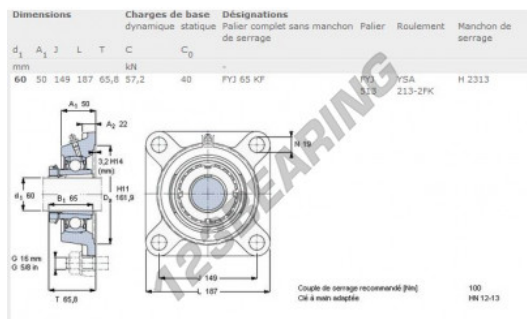 Dimensions Charges de base Désignations
dynamique statique Palier complet sans manchon Palier Roulement Manchon de
de serrage serrage
d1 A1 J L T C C0
mm kN -
60 50 149 187 65,8 57,2 40 FYJ 65 KF FYJ YSA H 2313
513 213-2FK
A1 50
A2 22
3,2 H14
(mm)
N 19
d1 60
B1 65
H11
161,9
G 16 mm
G 5/8 in
J 149
L 187
T 65,8
Couple de serrage recommandé [Nm] 100
Clé à main adaptée HN 12-13
123BEARING